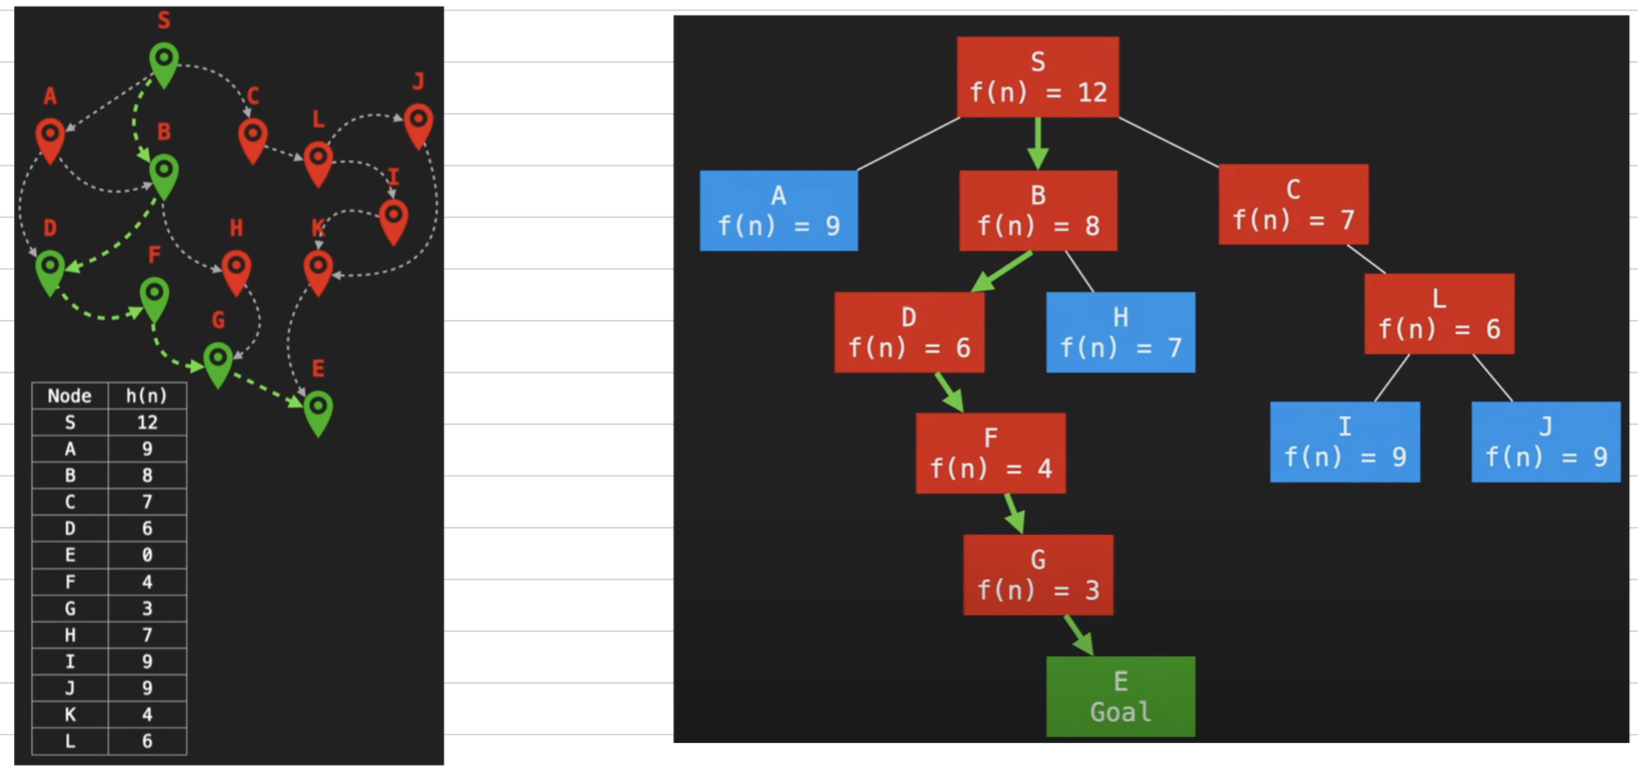 S
J
A
C
L
B
I
D
H
K
F
G
E
Node h(n)
S 12
A 9
B 8
C 7
D 6
E 0
F 4
G 3
H 7
I 9
J 9
K 4
L 6
S
f(n) = 12
A
f(n) = 9
B
f(n) = 8
C
f(n) = 7
D
f(n) = 6
H
f(n) = 7
L
f(n) = 6
F
f(n) = 4
I
f(n) = 9
J
f(n) = 9
G
f(n) = 3
E
Goal